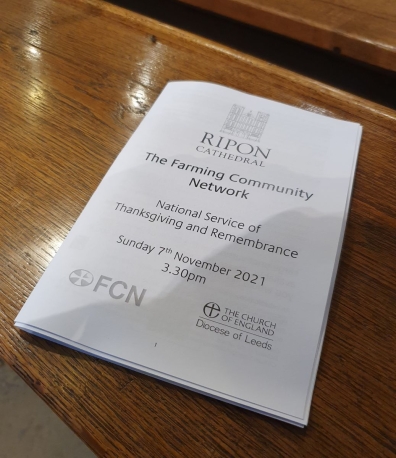 RIPON
CATHEDRAL
The Farming Community
Network
National Service of
Thanksgiving and Remembrance
Sunday 7th November 2021
3.30pm
FCN
THE CHURCH
OF ENGLAND
Diocese of Leeds
1